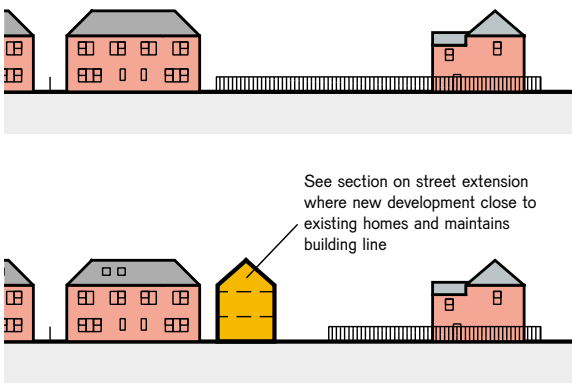 See section on street extension
where new development close to
existing homes and maintains
building line